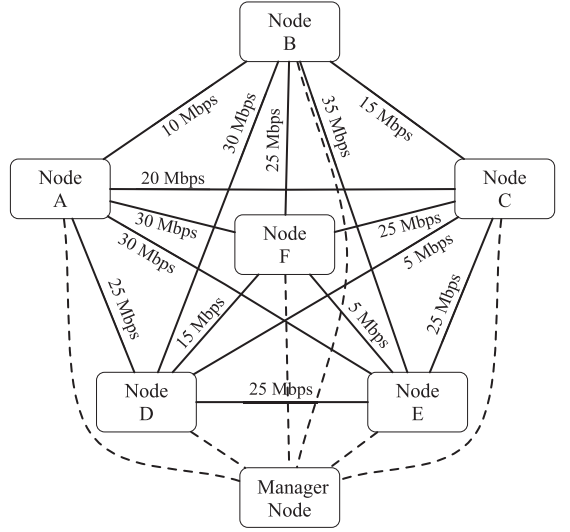 Node
B
10 Mbps
30 Mbps
25 Mbps
35 Mbps
15 Mbps
Node
A
20 Mbps
Node
C
30 Mbps
Node
F
25 Mbps
30 Mbps
5 Mbps
25 Mbps
15 Mbps
5 Mbps
25 Mbps
Node
D
25 Mbps
Node
E
Manager
Node